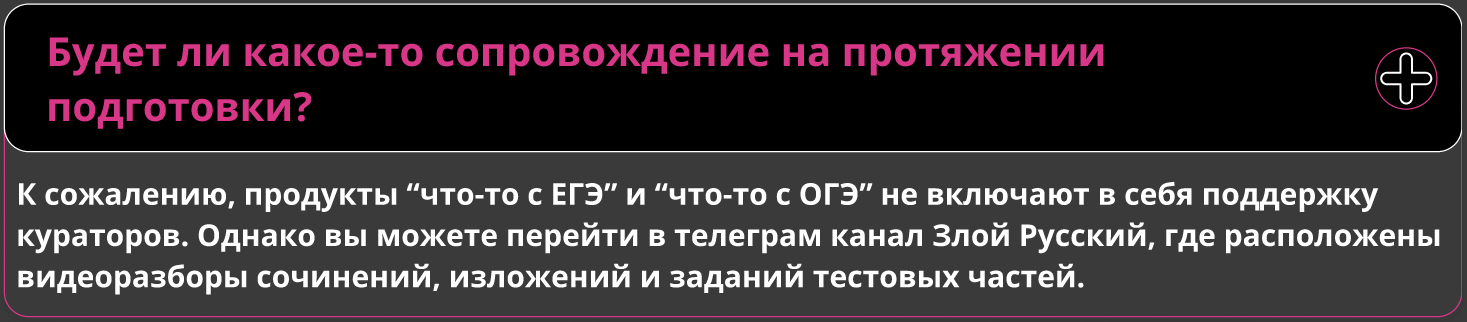 Будет ли какое-то сопровождение на протяжении
подготовки?
К сожалению, продукты “что-то с ЕГЭ” и “что-то с ОГЭ” не включают в себя поддержку
кураторов. Однако вы можете перейти в телеграм канал Злой Русский, где расположены
видеоразборы сочинений, изложений и заданий тестовых частей.